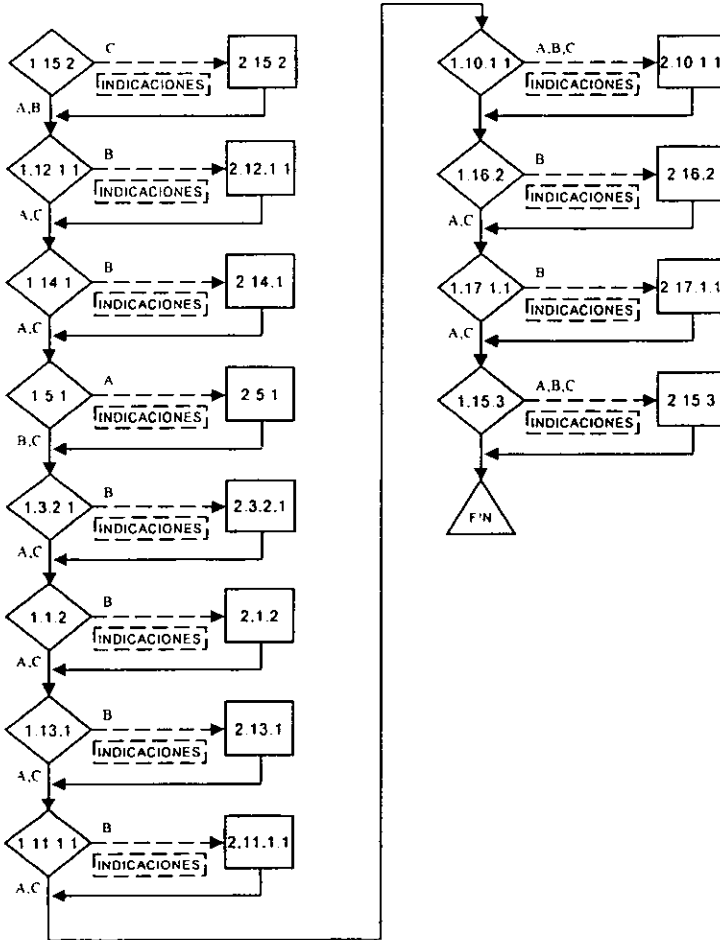 C
1 15 2
2 15 2
INDICACIONES
A,B
B
1.12 1 1
2.12.1 1
INDICACIONES
A,C
B
1 14 1
2 14.1
INDICACIONES
A,C
A
1 5 1
2 5 1
INDICACIONES
B,C
B
1.3.2 1
2.3.2.1
INDICACIONES
A,C
B
1.1.2
2.1.2
INDICACIONES
A,C
B
1.13.1
2.13.1
INDICACIONES
A,C
B
1 11 1 1
2.11.1.1
INDICACIONES
A,C
A,B,C
1.10.1 1
2.10 1 1
INDICACIONES
B
1.16.2
2 16.2
INDICACIONES
A,C
B
1.17 1.1
2 17.1.1
INDICACIONES
A,C
A,B,C
1.15.3
2 15 3
INDICACIONES
FIN